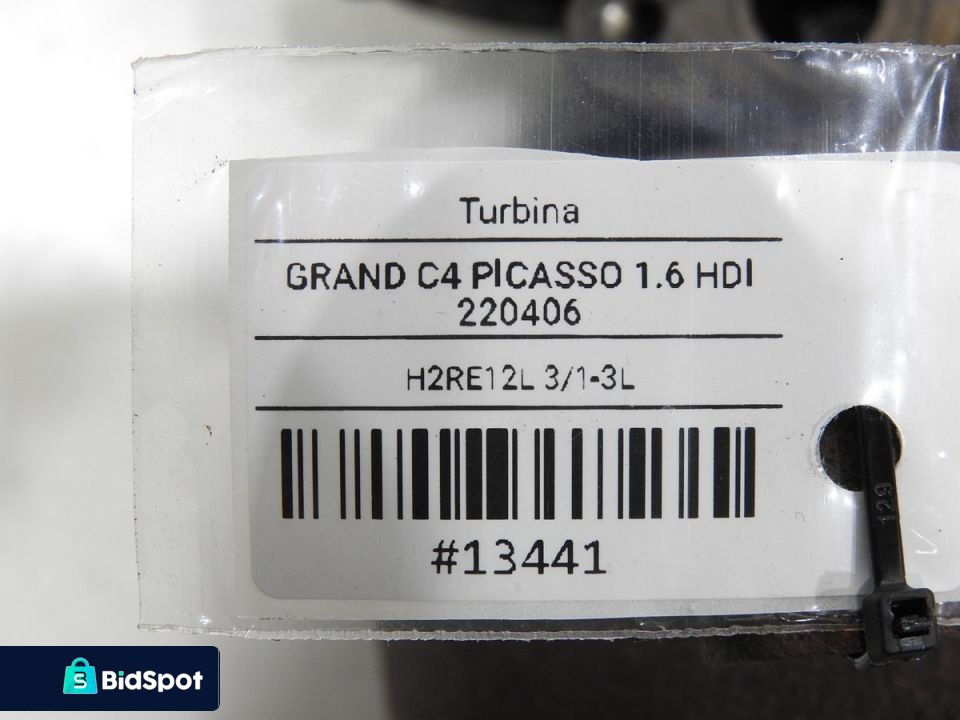 Turbina
GRAND C4 PICASSO 1.6 HDI
220406
H2RE12L 3/1-3L
#13441
129
BidSpot